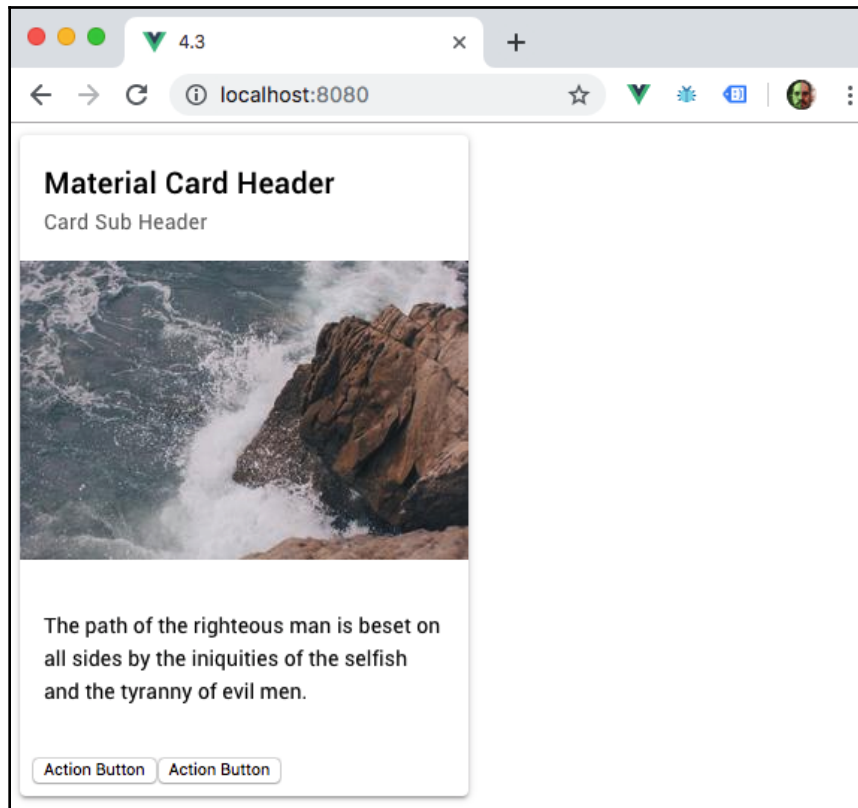 4.3
localhost:8080
Material Card Header
Card Sub Header
The path of the righteous man is beset on
all sides by the iniquities of the selfish
and the tyranny of evil men.
Action Button Action Button